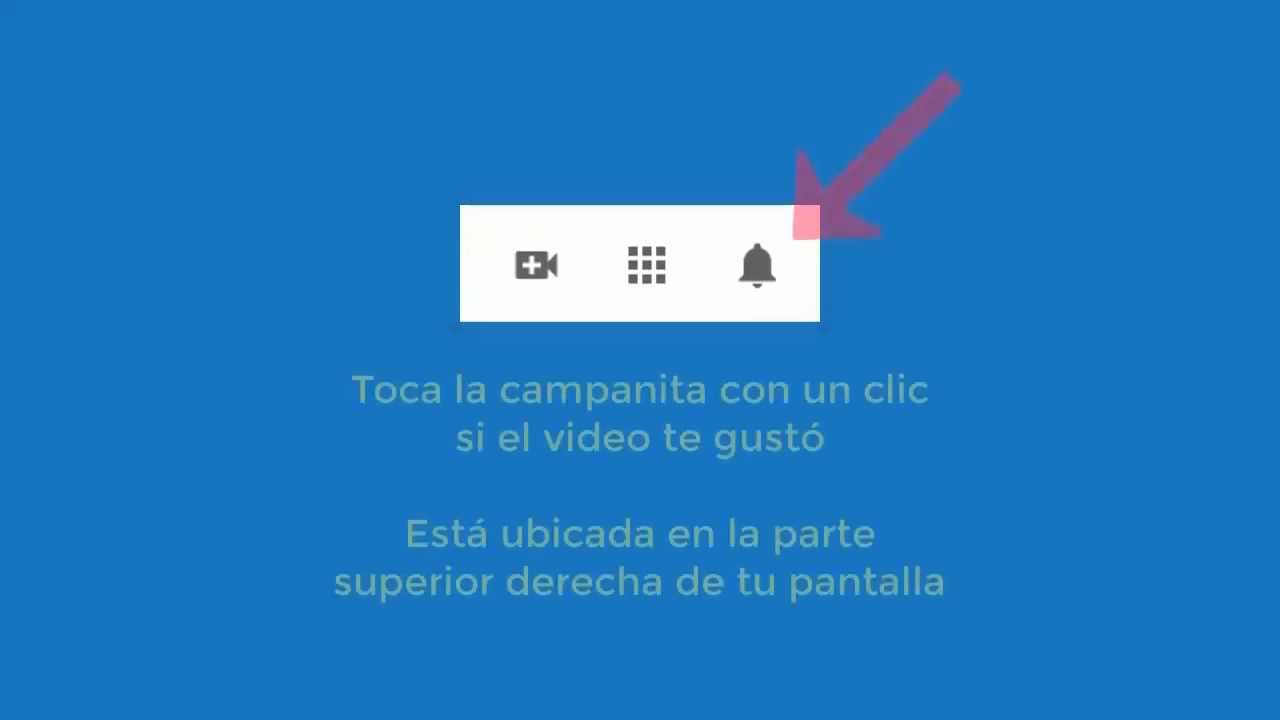 Toca la campanita con un clic
si el video te gustó
Está ubicada en la parte
superior derecha de tu pantalla